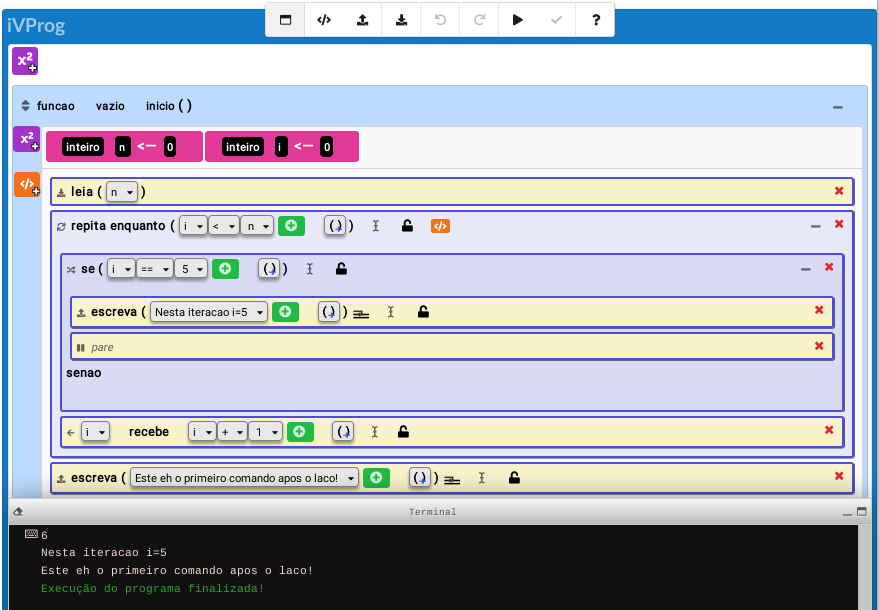 </> ?
iVProg
x²
funcao vazio inicio ( )
x² inteiro n <— 0 inteiro i <— 0
</> leia ( n )
repita enquanto ( i < n ( ) ) </>
se ( i == 5 ( ) )
escreva ( Nesta iteracao i=5 ( ) )
pare
senao
i recebe i + 1 ( )
escreva ( Este eh o primeiro comando apos o laco! ( ) )
Terminal
6
Nesta iteracao i=5
Este eh o primeiro comando apos o laco!
Execução do programa finalizada!